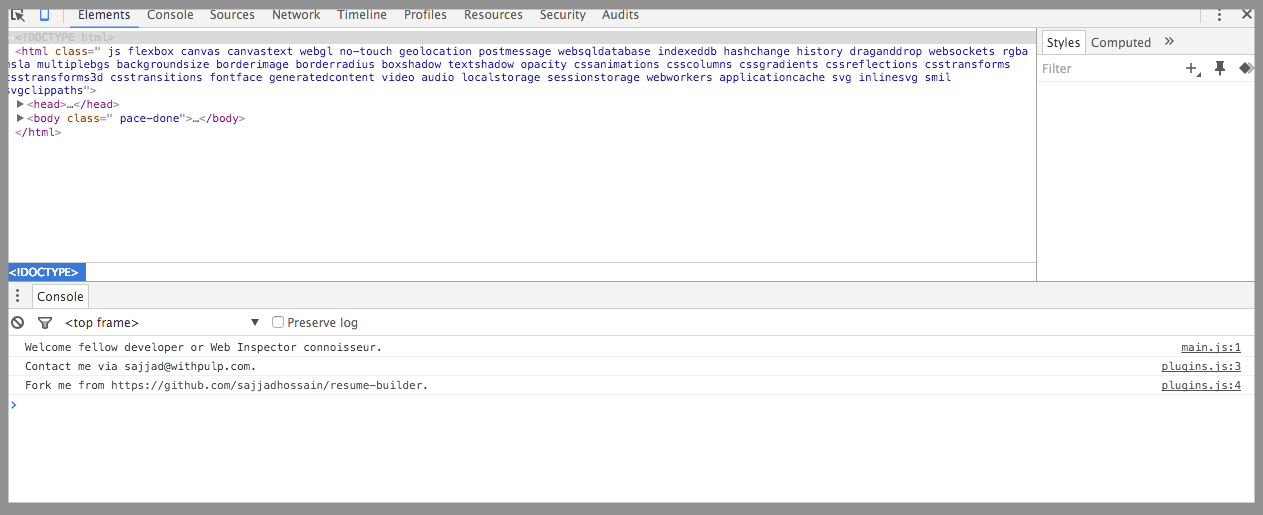 Elements Console Sources Network Timeline Profiles Resources Security Audits
<!DOCTYPE html>
<html class=" js flexbox canvas canvastext webgl no-touch geolocation postmessage websqldatabase indexeddb hashchange history draganddrop websockets rgba
hsla multiplebgs backgroundsize borderimage borderradius boxshadow textshadow opacity cssanimations csscolumns cssgradients cssreflections csstransforms
csstransforms3d csstransitions fontface generatedcontent video audio localstorage sessionstorage webworkers applicationcache svg inlinesvg smil
svgclippaths">
▶<head>…</head>
▶<body class=" pace-done">…</body>
</html>
<!DOCTYPE>
Styles Computed »
Filter
Console
<top frame> ▼ Preserve log
Welcome fellow developer or Web Inspector connoisseur. main.js:1
Contact me via sajjad@withpulp.com. plugins.js:3
Fork me from https://github.com/sajjadhossain/resume-builder. plugins.js:4